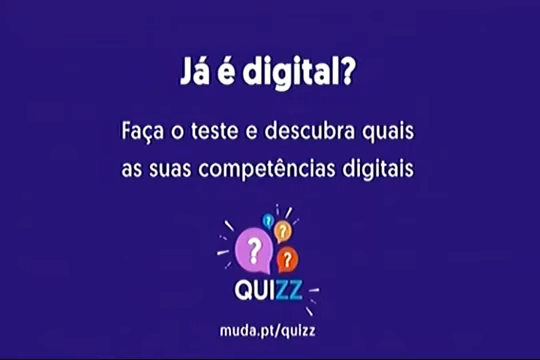 Já é digital?
Faça o teste e descubra quais
as suas competências digitais
? ? ? ?
QUIZZ
muda.pt/quizz